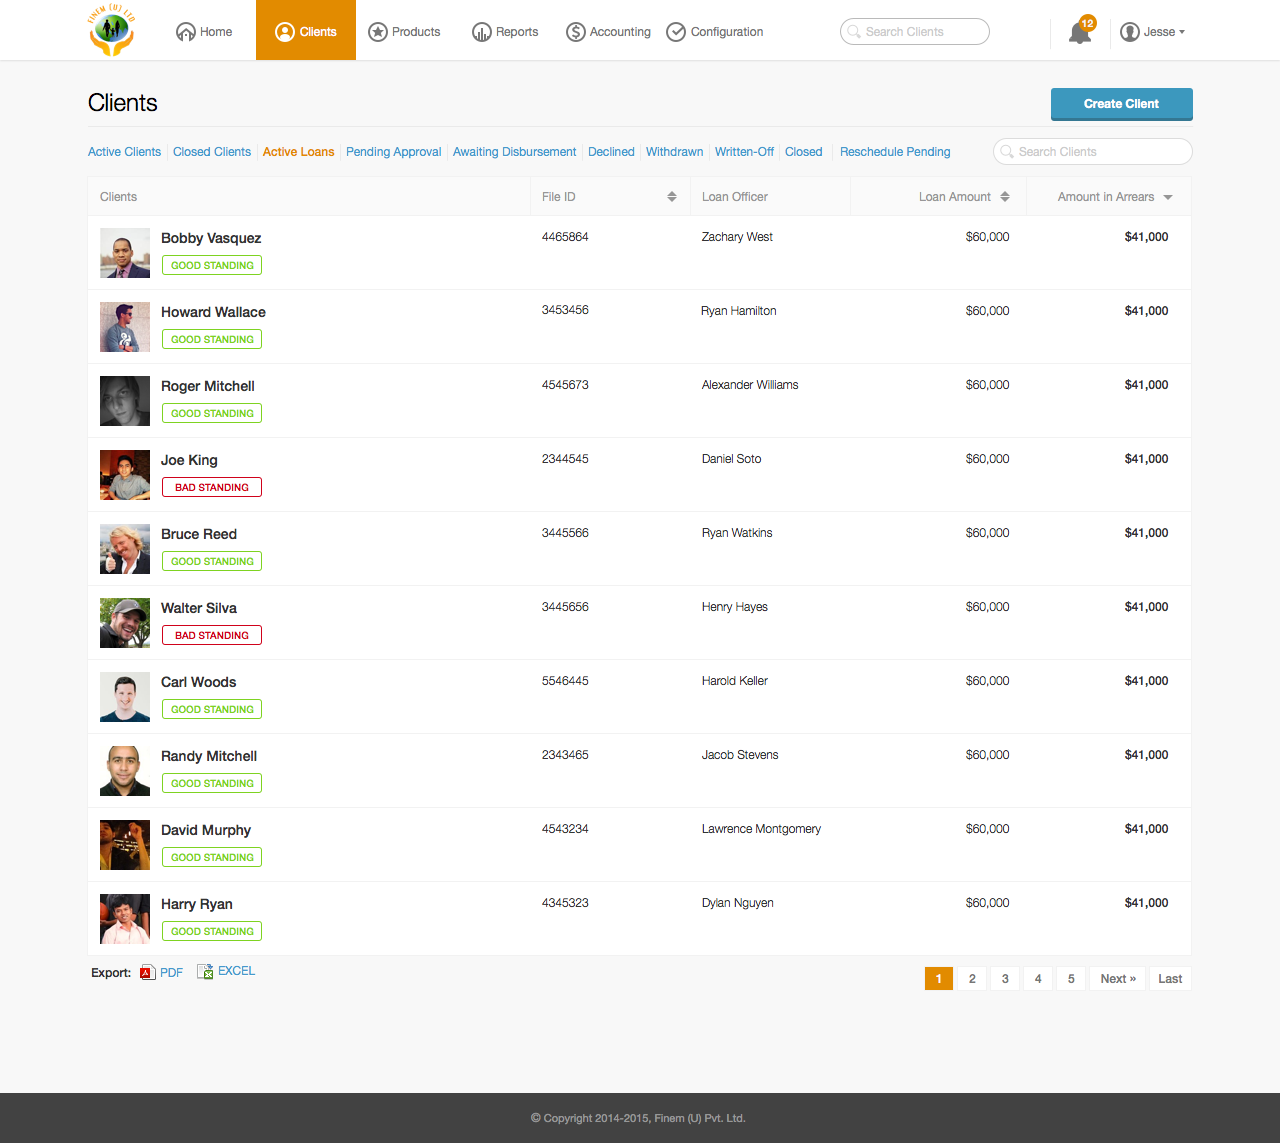 FINEM (U) LTD
Home
Clients
Products
Reports
Accounting
Configuration
Search Clients
12
Jesse
Clients
Create Client
Active Clients
Closed Clients
Active Loans
Pending Approval
Awaiting Disbursement
Declined
Withdrawn
Written-Off
Closed
Reschedule Pending
Search Clients
Clients File ID Loan Officer Loan Amount Amount in Arrears
Bobby Vasquez 4465864 Zachary West $60,000 $41,000
GOOD STANDING
Howard Wallace 3453456 Ryan Hamilton $60,000 $41,000
GOOD STANDING
Roger Mitchell 4545673 Alexander Williams $60,000 $41,000
GOOD STANDING
Joe King 2344545 Daniel Soto $60,000 $41,000
BAD STANDING
Bruce Reed 3445566 Ryan Watkins $60,000 $41,000
GOOD STANDING
Walter Silva 3445656 Henry Hayes $60,000 $41,000
BAD STANDING
Carl Woods 5546445 Harold Keller $60,000 $41,000
GOOD STANDING
Randy Mitchell 2343465 Jacob Stevens $60,000 $41,000
GOOD STANDING
David Murphy 4543234 Lawrence Montgomery $60,000 $41,000
GOOD STANDING
Harry Ryan 4345323 Dylan Nguyen $60,000 $41,000
GOOD STANDING
Export: PDF EXCEL
1 2 3 4 5 Next » Last
© Copyright 2014-2015, Finem (U) Pvt. Ltd.